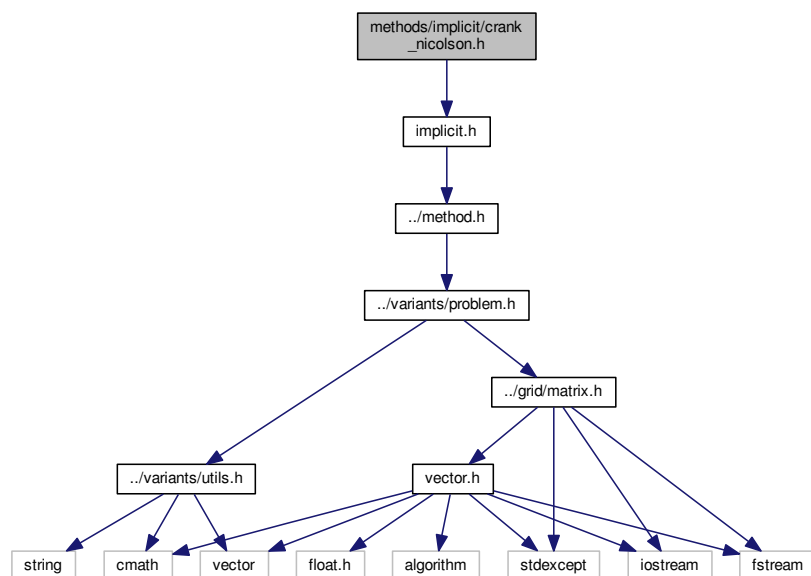 methods/implicit/crank
_nicolson.h
implicit.h
../method.h
../variants/problem.h
../grid/matrix.h
../variants/utils.h
vector.h
string
cmath
vector
float.h
algorithm
stdexcept
iostream
fstream